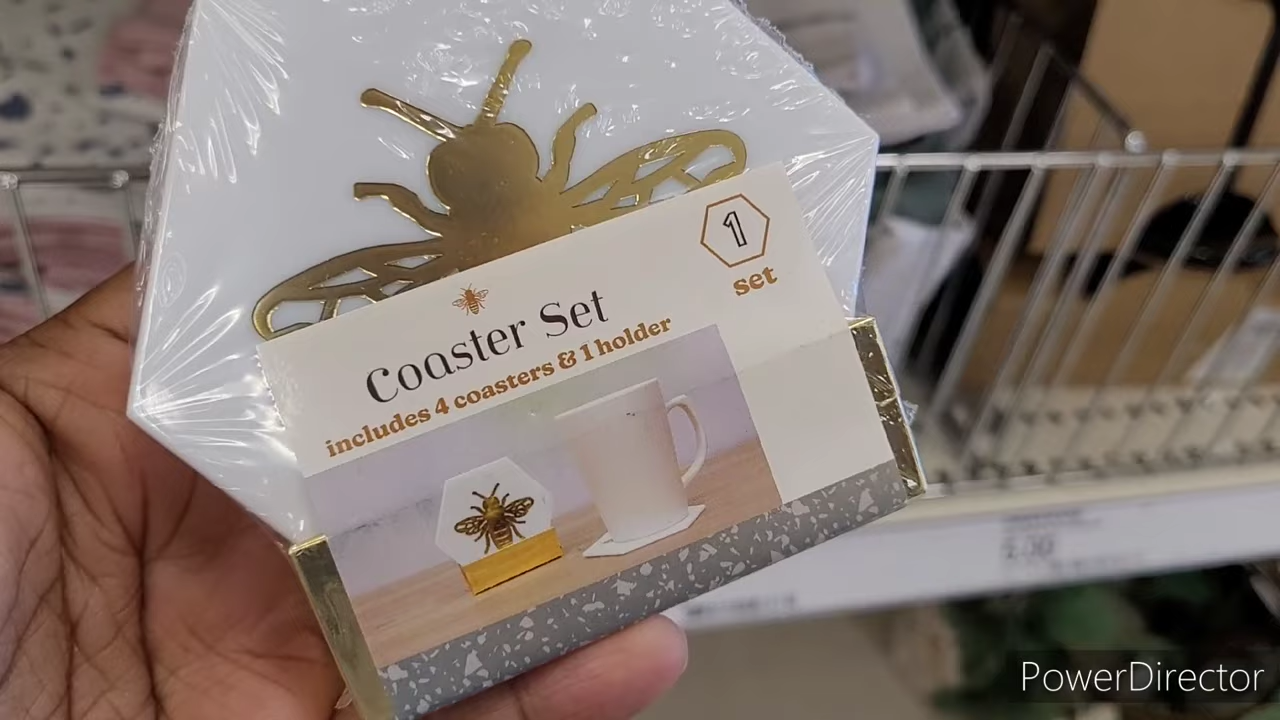 1
set
Coaster Set
includes 4 coasters & 1 holder
PowerDirector